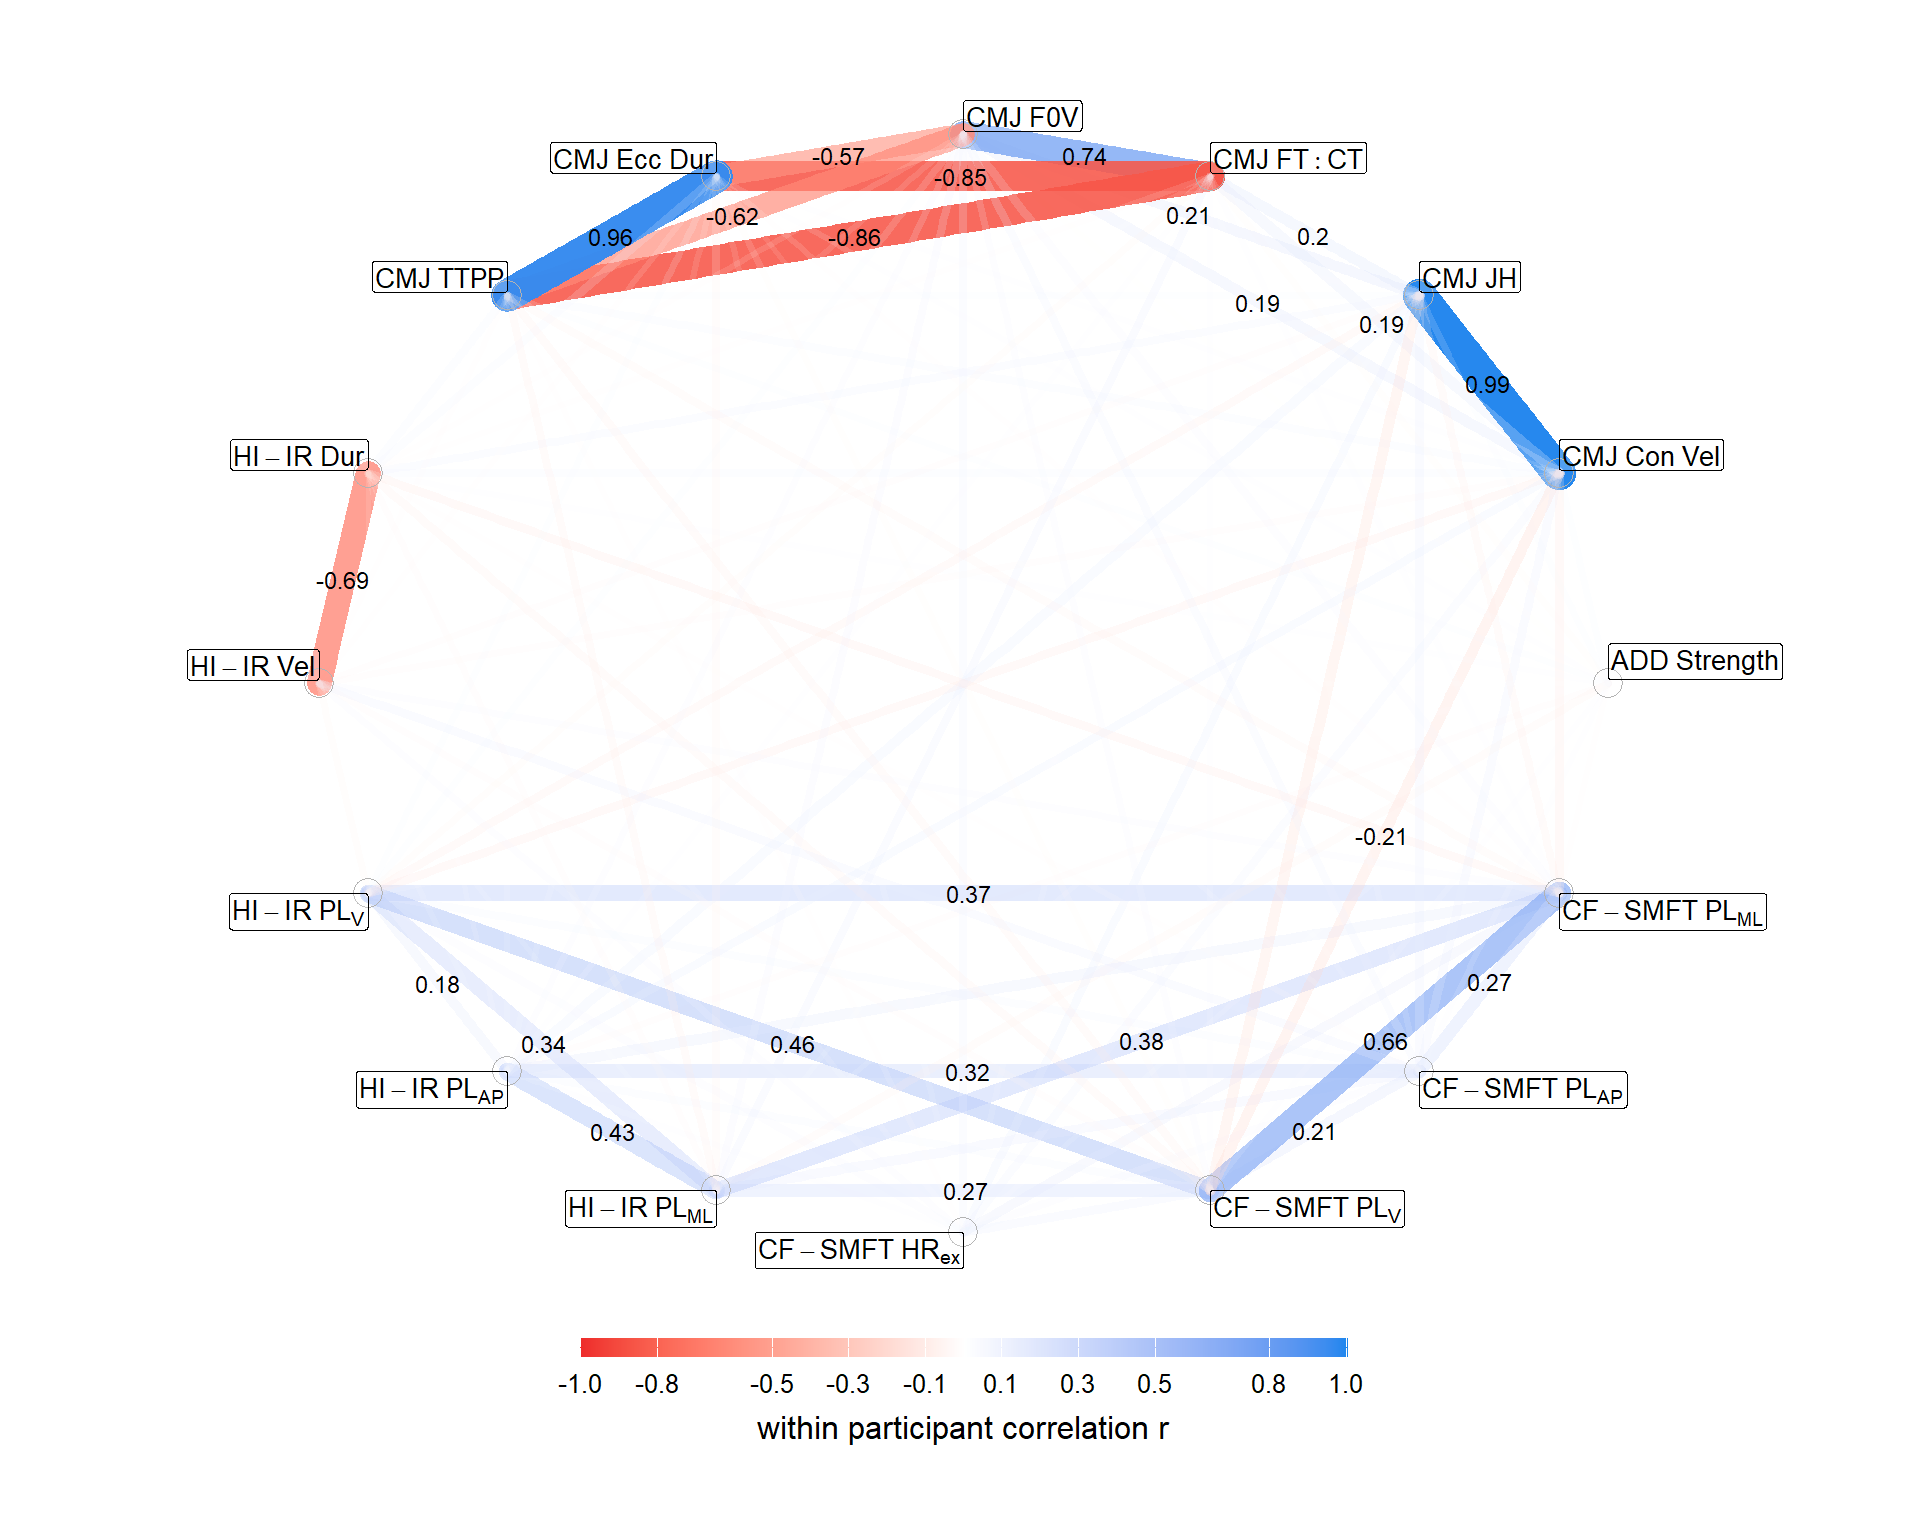 CMJ F0V
CMJ Ecc Dur
-0.57
0.74
CMJ FT : CT
-0.85
-0.62
0.21
0.96
-0.86
0.2
CMJ TTPP
CMJ JH
0.19
0.19
0.99
HI – IR Dur
CMJ Con Vel
-0.69
HI – IR Vel
ADD Strength
-0.21
0.37
HI – IR PLV
CF – SMFT PLML
0.18
0.27
0.34
0.46
0.38
0.66
0.32
HI – IR PLAP
CF – SMFT PLAP
0.43
0.21
0.27
HI – IR PLML
CF – SMFT PLV
CF – SMFT HRex
-1.0 -0.8 -0.5 -0.3 -0.1 0.1 0.3 0.5 0.8 1.0
within participant correlation r